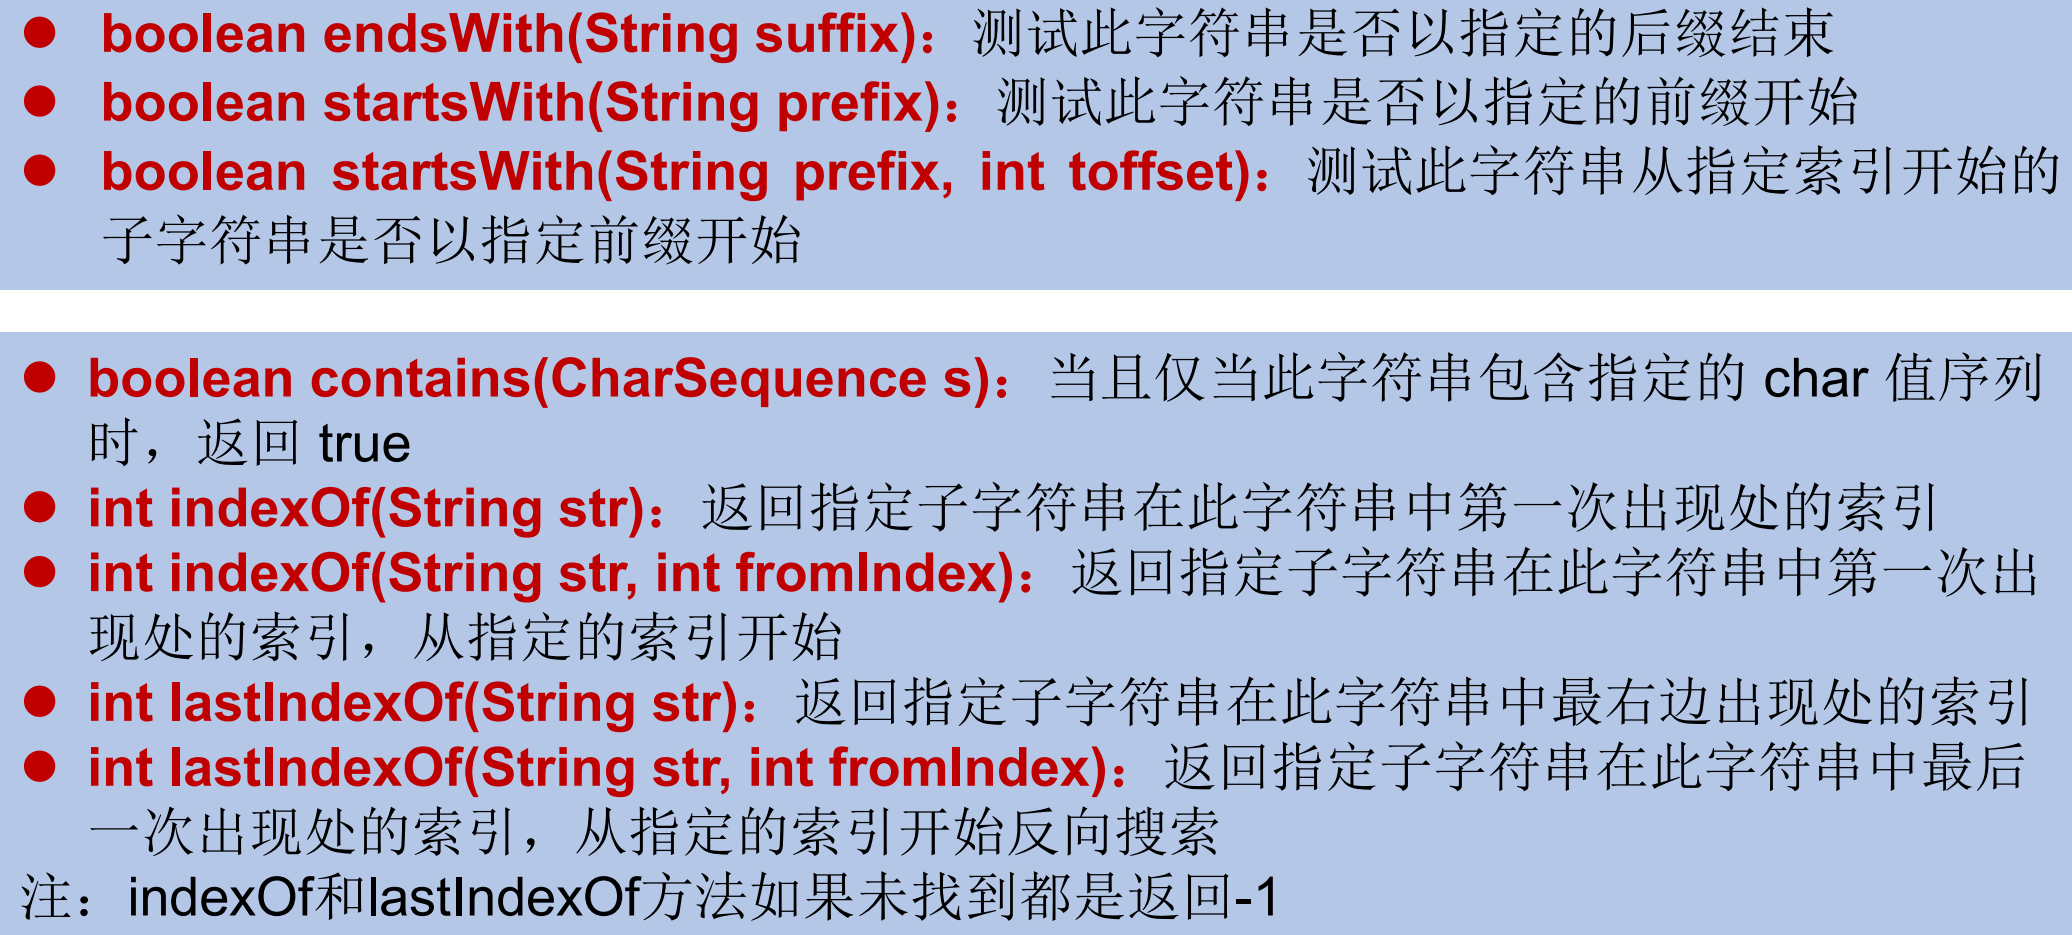 ● boolean endsWith(String suffix)：测试此字符串是否以指定的后缀结束
● boolean startsWith(String prefix)：测试此字符串是否以指定的前缀开始
● boolean startsWith(String prefix, int toffset)：测试此字符串从指定索引开始的
子字符串是否以指定前缀开始
● boolean contains(CharSequence s)：当且仅当此字符串包含指定的 char 值序列
时，返回 true
● int indexOf(String str)：返回指定子字符串在此字符串中第一次出现处的索引
● int indexOf(String str, int fromIndex)：返回指定子字符串在此字符串中第一次出
现处的索引，从指定的索引开始
● int lastIndexOf(String str)：返回指定子字符串在此字符串中最右边出现处的索引
● int lastIndexOf(String str, int fromIndex)：返回指定子字符串在此字符串中最后
一次出现处的索引，从指定的索引开始反向搜索
注：indexOf和lastIndexOf方法如果未找到都是返回-1